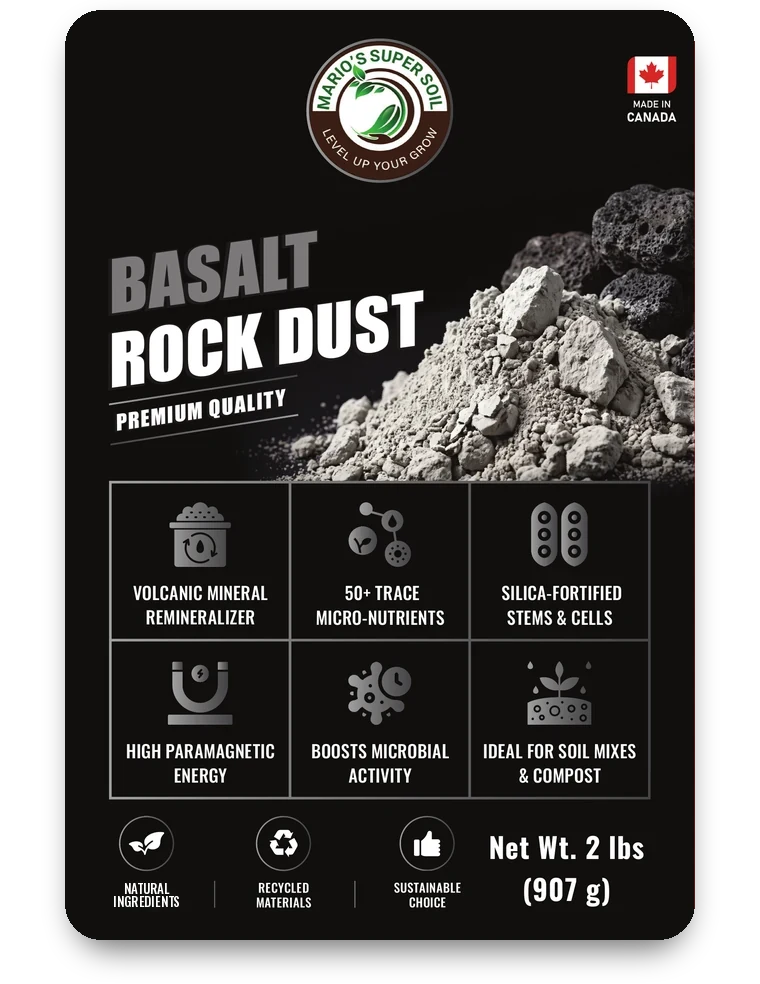 MARIO'S SUPER SOIL
LEVEL UP YOUR GROW
MADE IN
CANADA
BASALT
ROCK DUST
PREMIUM QUALITY
VOLCANIC MINERAL
REMINERALIZER
50+ TRACE
MICRO-NUTRIENTS
SILICA-FORTIFIED
STEMS & CELLS
HIGH PARAMAGNETIC
ENERGY
BOOSTS MICROBIAL
ACTIVITY
IDEAL FOR SOIL MIXES
& COMPOST
NATURAL
INGREDIENTS
RECYCLED
MATERIALS
SUSTAINABLE
CHOICE
Net Wt. 2 lbs
(907 g)